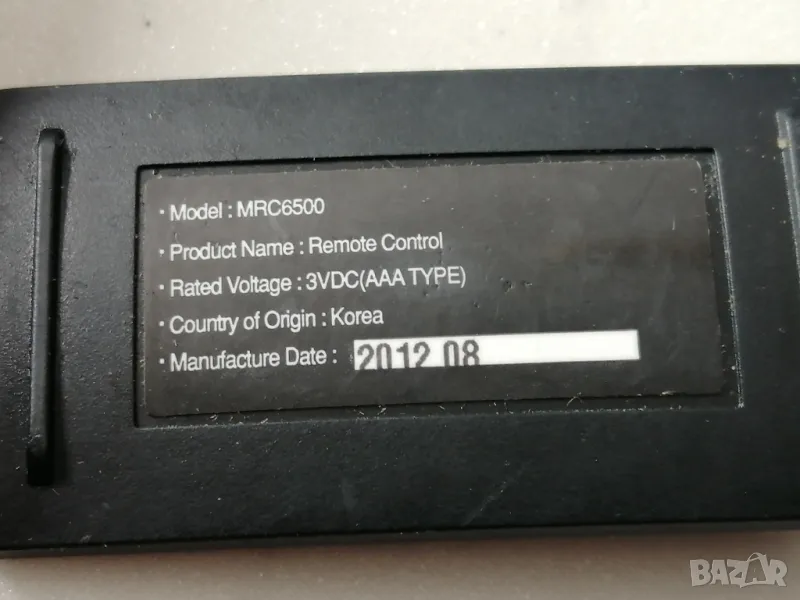 · Model : MRC6500
· Product Name : Remote Control
· Rated Voltage : 3VDC(AAA TYPE)
· Country of Origin : Korea
· Manufacture Date : 2012 08
BAZAR